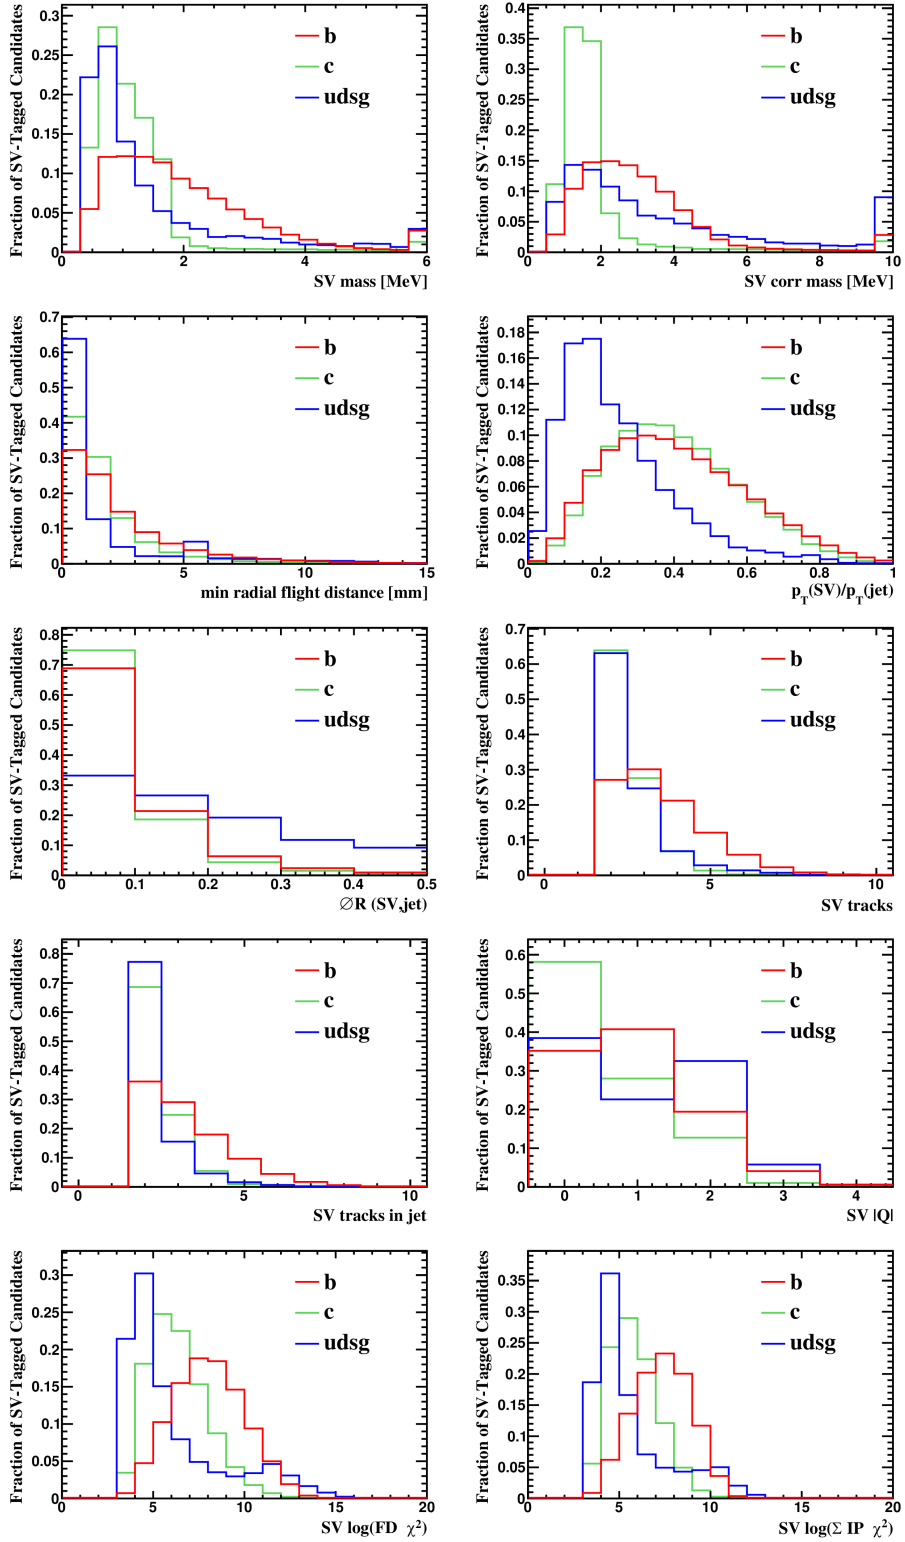 Fraction of SV-Tagged Candidates
0.3
0.25
0.2
0.15
0.1
0.05
0
b
c
udsg
0 2 4 6
SV mass [MeV]
Fraction of SV-Tagged Candidates
0.4
0.35
0.3
0.25
0.2
0.15
0.1
0.05
0
b
c
udsg
0 2 4 6 8 10
SV corr mass [MeV]
Fraction of SV-Tagged Candidates
0.7
0.6
0.5
0.4
0.3
0.2
0.1
0
b
c
udsg
0 5 10 15
min radial flight distance [mm]
Fraction of SV-Tagged Candidates
0.18
0.16
0.14
0.12
0.1
0.08
0.06
0.04
0.02
0
b
c
udsg
0 0.2 0.4 0.6 0.8 1
p_T(SV)/p_T(jet)
Fraction of SV-Tagged Candidates
0.8
0.7
0.6
0.5
0.4
0.3
0.2
0.1
0
b
c
udsg
0 0.1 0.2 0.3 0.4 0.5
∅R (SV,jet)
Fraction of SV-Tagged Candidates
0.7
0.6
0.5
0.4
0.3
0.2
0.1
0
b
c
udsg
0 5 10
SV tracks
Fraction of SV-Tagged Candidates
0.8
0.7
0.6
0.5
0.4
0.3
0.2
0.1
0
b
c
udsg
0 5 10
SV tracks in jet
Fraction of SV-Tagged Candidates
0.6
0.5
0.4
0.3
0.2
0.1
0
b
c
udsg
0 1 2 3 4
SV |Q|
Fraction of SV-Tagged Candidates
0.3
0.25
0.2
0.15
0.1
0.05
0
b
c
udsg
0 5 10 15 20
SV log(FD χ²)
Fraction of SV-Tagged Candidates
0.35
0.3
0.25
0.2
0.15
0.1
0.05
0
b
c
udsg
0 5 10 15 20
SV log(Σ IP χ²)